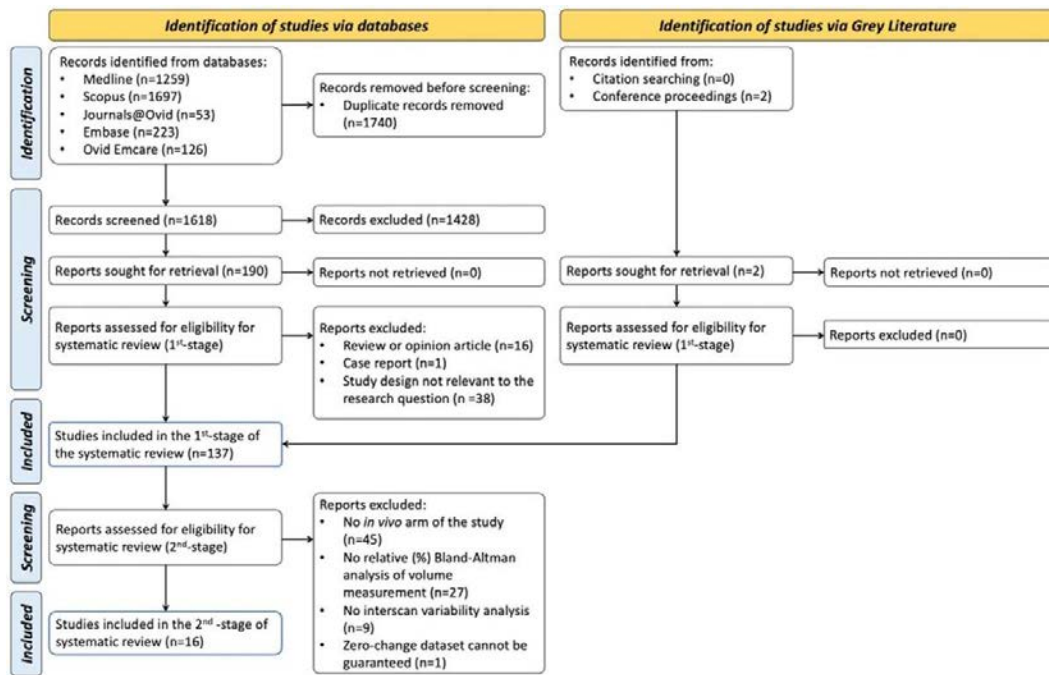 Identification of studies via databases
Identification of studies via Grey Literature
Identification
Records identified from databases:
• Medline (n=1259)
• Scopus (n=1697)
• Journals@Ovid (n=53)
• Embase (n=223)
• Ovid Emcare (n=126)
Records removed before screening:
• Duplicate records removed
(n=1740)
Records identified from:
• Citation searching (n=0)
• Conference proceedings (n=2)
Screening
Records screened (n=1618)
Records excluded (n=1428)
Reports sought for retrieval (n=190)
Reports not retrieved (n=0)
Reports sought for retrieval (n=2)
Reports not retrieved (n=0)
Reports assessed for eligibility for
systematic review (1st-stage)
Reports excluded:
• Review or opinion article (n=16)
• Case report (n=1)
• Study design not relevant to the
research question (n =38)
Reports assessed for eligibility for
systematic review (1st-stage)
Reports excluded (n=0)
Included
Studies included in the 1st-stage of
the systematic review (n=137)
Screening
Reports assessed for eligibility for
systematic review (2nd-stage)
Reports excluded:
• No in vivo arm of the study
(n=45)
• No relative (%) Bland-Altman
analysis of volume
measurement (n=27)
• No interscan variability analysis
(n=9)
• Zero-change dataset cannot be
guaranteed (n=1)
Included
Studies included in the 2nd -stage of
systematic review (n=16)